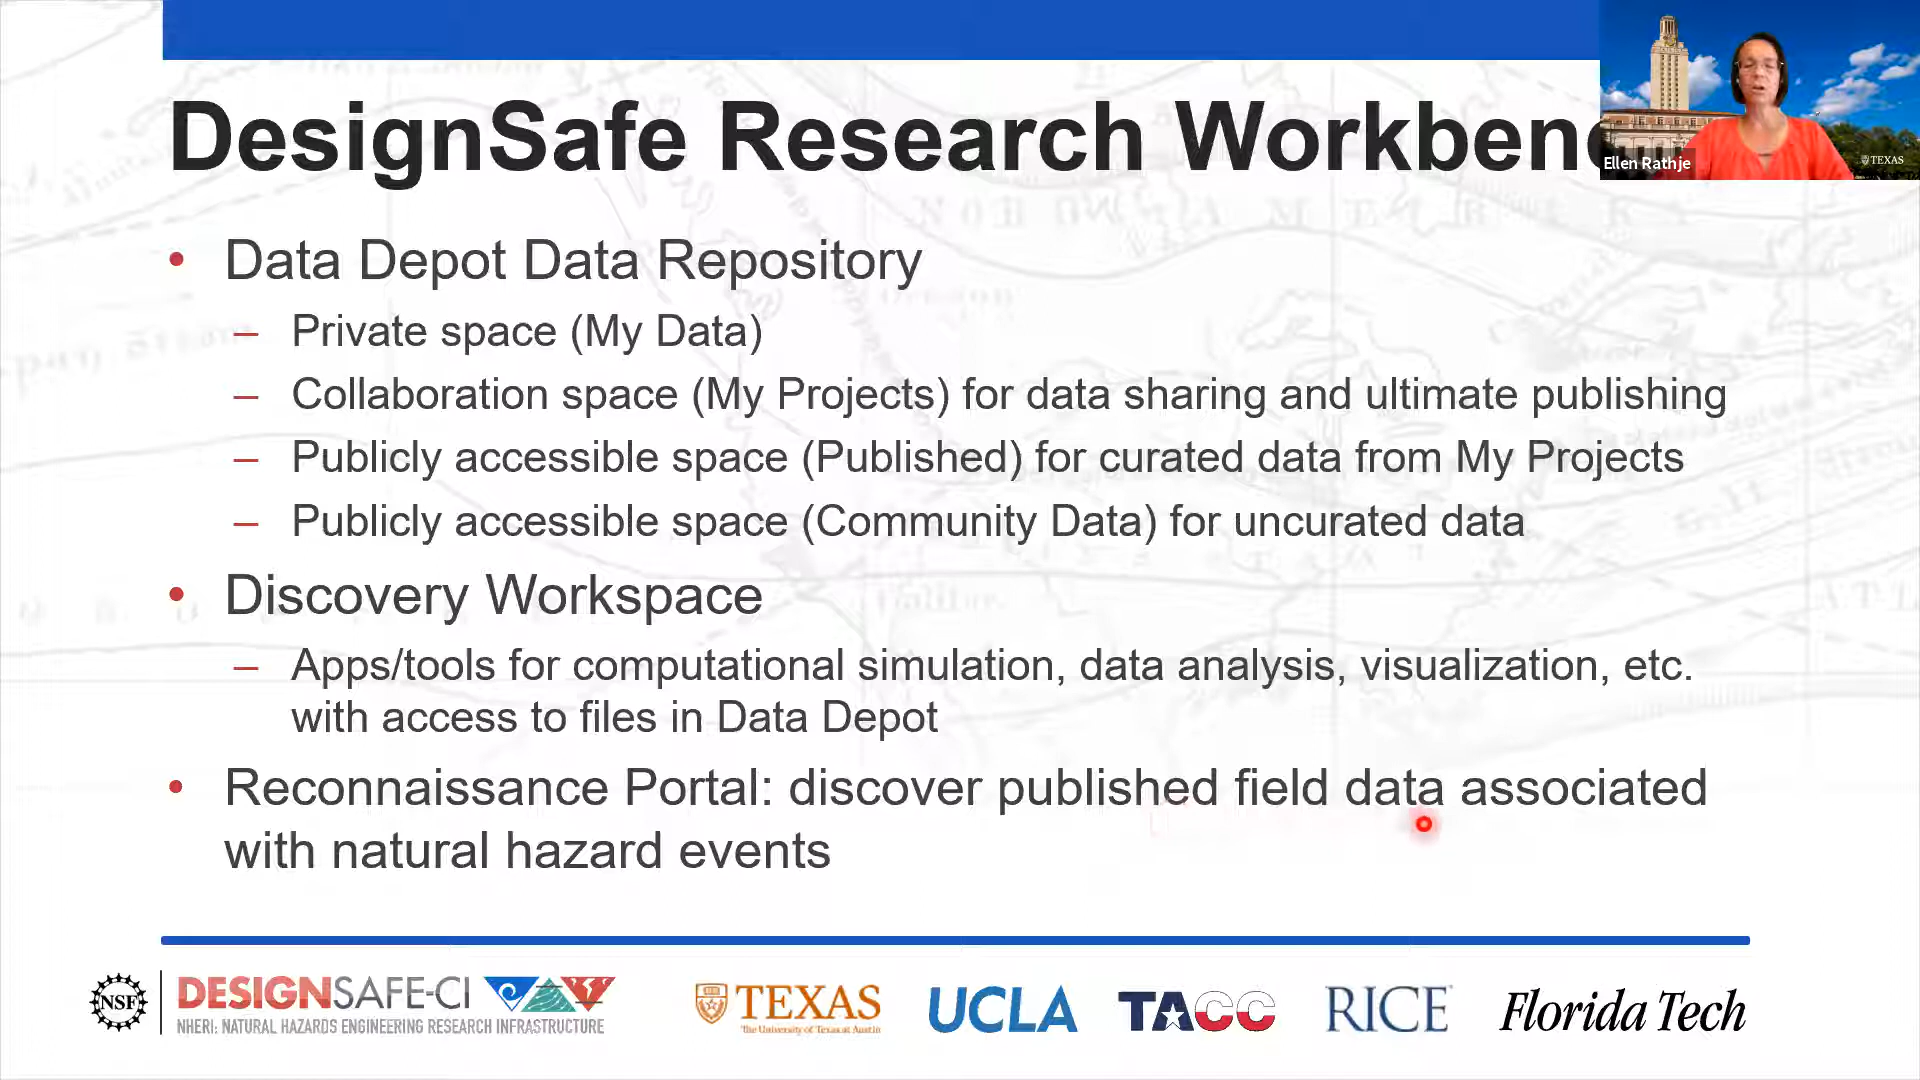 DesignSafe Research Workben
Ellen Rathje
TEXAS
• Data Depot Data Repository
– Private space (My Data)
– Collaboration space (My Projects) for data sharing and ultimate publishing
– Publicly accessible space (Published) for curated data from My Projects
– Publicly accessible space (Community Data) for uncurated data
• Discovery Workspace
– Apps/tools for computational simulation, data analysis, visualization, etc.
with access to files in Data Depot
• Reconnaissance Portal: discover published field data associated
with natural hazard events
NSF
DESIGNSAFE-CI
NHERI: NATURAL HAZARDS ENGINEERING RESEARCH INFRASTRUCTURE
TEXAS
The University of Texas at Austin
UCLA
TACC
RICE
Florida Tech